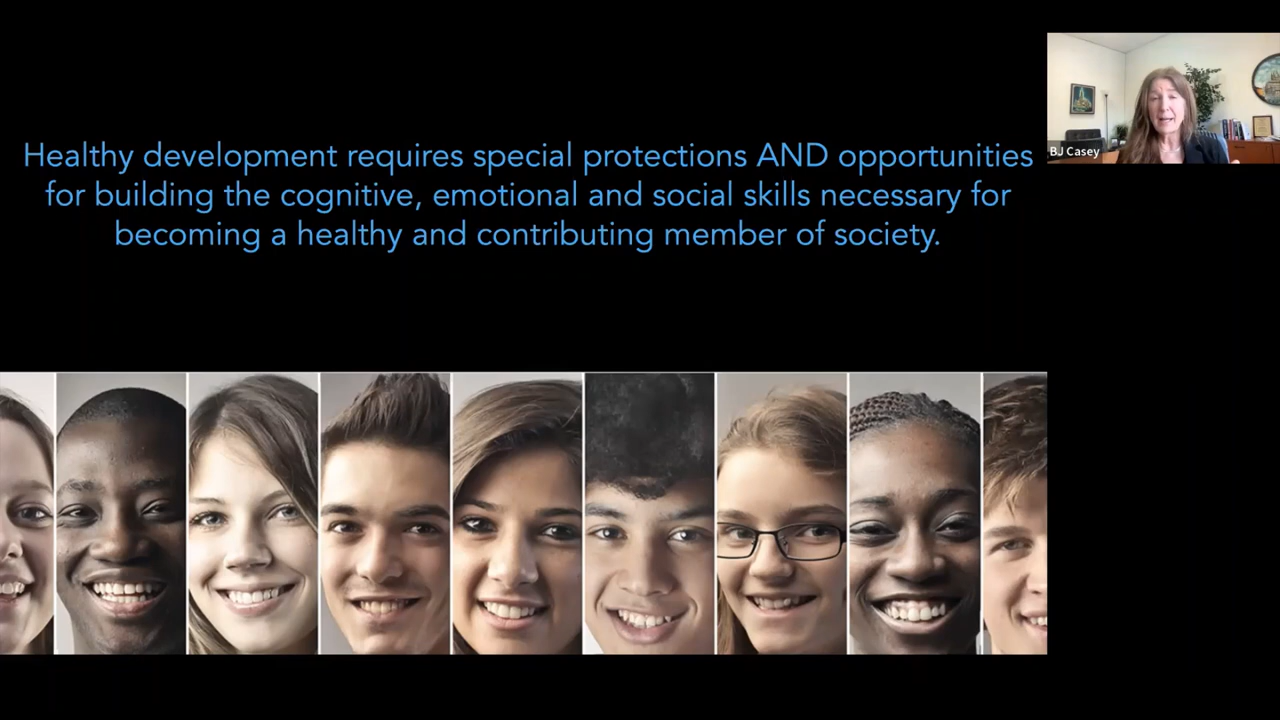 Healthy development requires special protections AND opportunities
for building the cognitive, emotional and social skills necessary for
becoming a healthy and contributing member of society.
BJ Casey